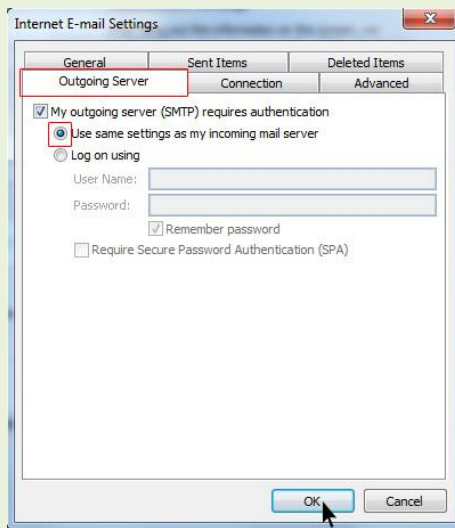 Internet E-mail Settings
General Sent Items Deleted Items
Outgoing Server Connection Advanced
My outgoing server (SMTP) requires authentication
Use same settings as my incoming mail server
Log on using
User Name:
Password:
Remember password
Require Secure Password Authentication (SPA)
OK Cancel